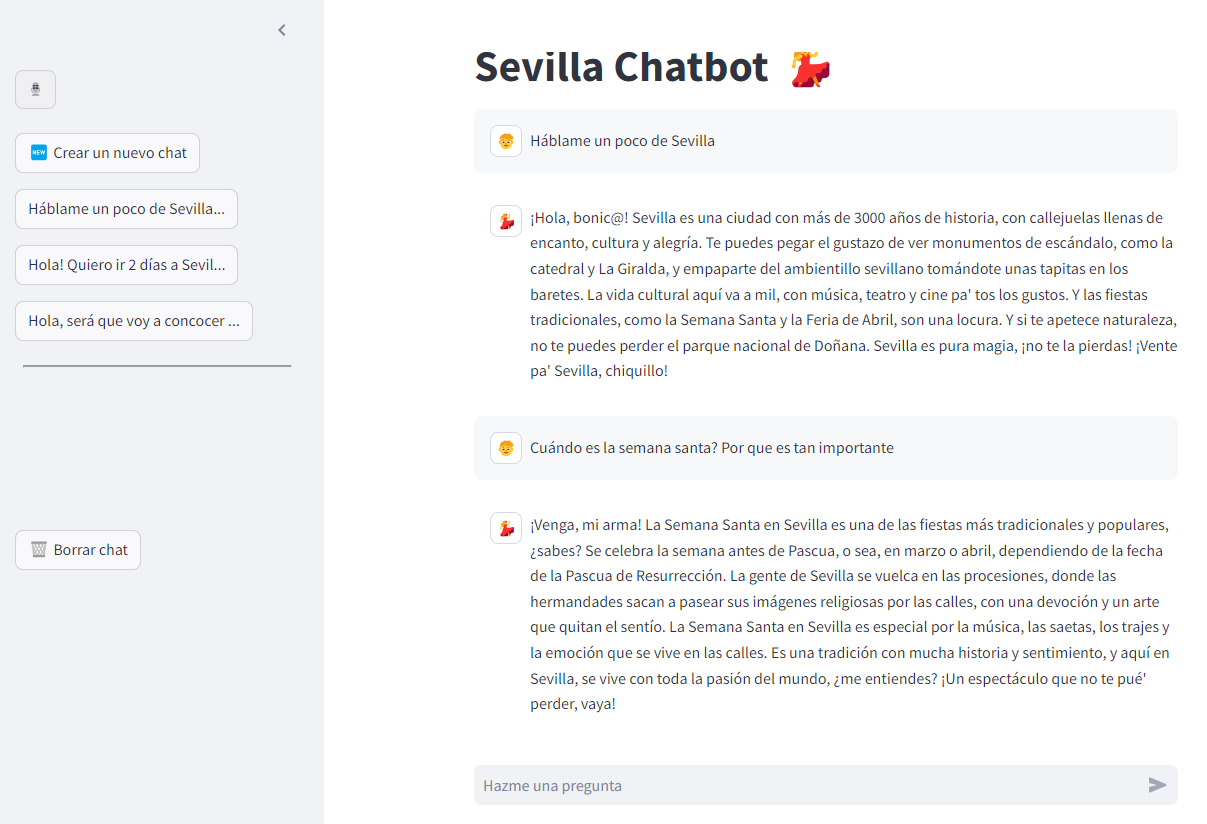 Crear un nuevo chat
Háblame un poco de Sevilla...
Hola! Quiero ir 2 días a Sevil...
Hola, será que voy a concocer ...
Borrar chat
Sevilla Chatbot
Háblame un poco de Sevilla
¡Hola, bonic@! Sevilla es una ciudad con más de 3000 años de historia, con callejuelas llenas de
encanto, cultura y alegría. Te puedes pegar el gustazo de ver monumentos de escándalo, como la
catedral y La Giralda, y empaparte del ambientillo sevillano tomándote unas tapitas en los
baretes. La vida cultural aquí va a mil, con música, teatro y cine pa' tos los gustos. Y las fiestas
tradicionales, como la Semana Santa y la Feria de Abril, son una locura. Y si te apetece naturaleza,
no te puedes perder el parque nacional de Doñana. Sevilla es pura magia, ¡no te la pierdas! ¡Vente
pa' Sevilla, chiquillo!
Cuándo es la semana santa? Por que es tan importante
¡Venga, mi arma! La Semana Santa en Sevilla es una de las fiestas más tradicionales y populares,
¿sabes? Se celebra la semana antes de Pascua, o sea, en marzo o abril, dependiendo de la fecha
de la Pascua de Resurrección. La gente de Sevilla se vuelca en las procesiones, donde las
hermandades sacan a pasear sus imágenes religiosas por las calles, con una devoción y un arte
que quitan el sentío. La Semana Santa en Sevilla es especial por la música, las saetas, los trajes y
la emoción que se vive en las calles. Es una tradición con mucha historia y sentimiento, y aquí en
Sevilla, se vive con toda la pasión del mundo, ¿me entiendes? ¡Un espectáculo que no te pué'
perder, vaya!
Hazme una pregunta